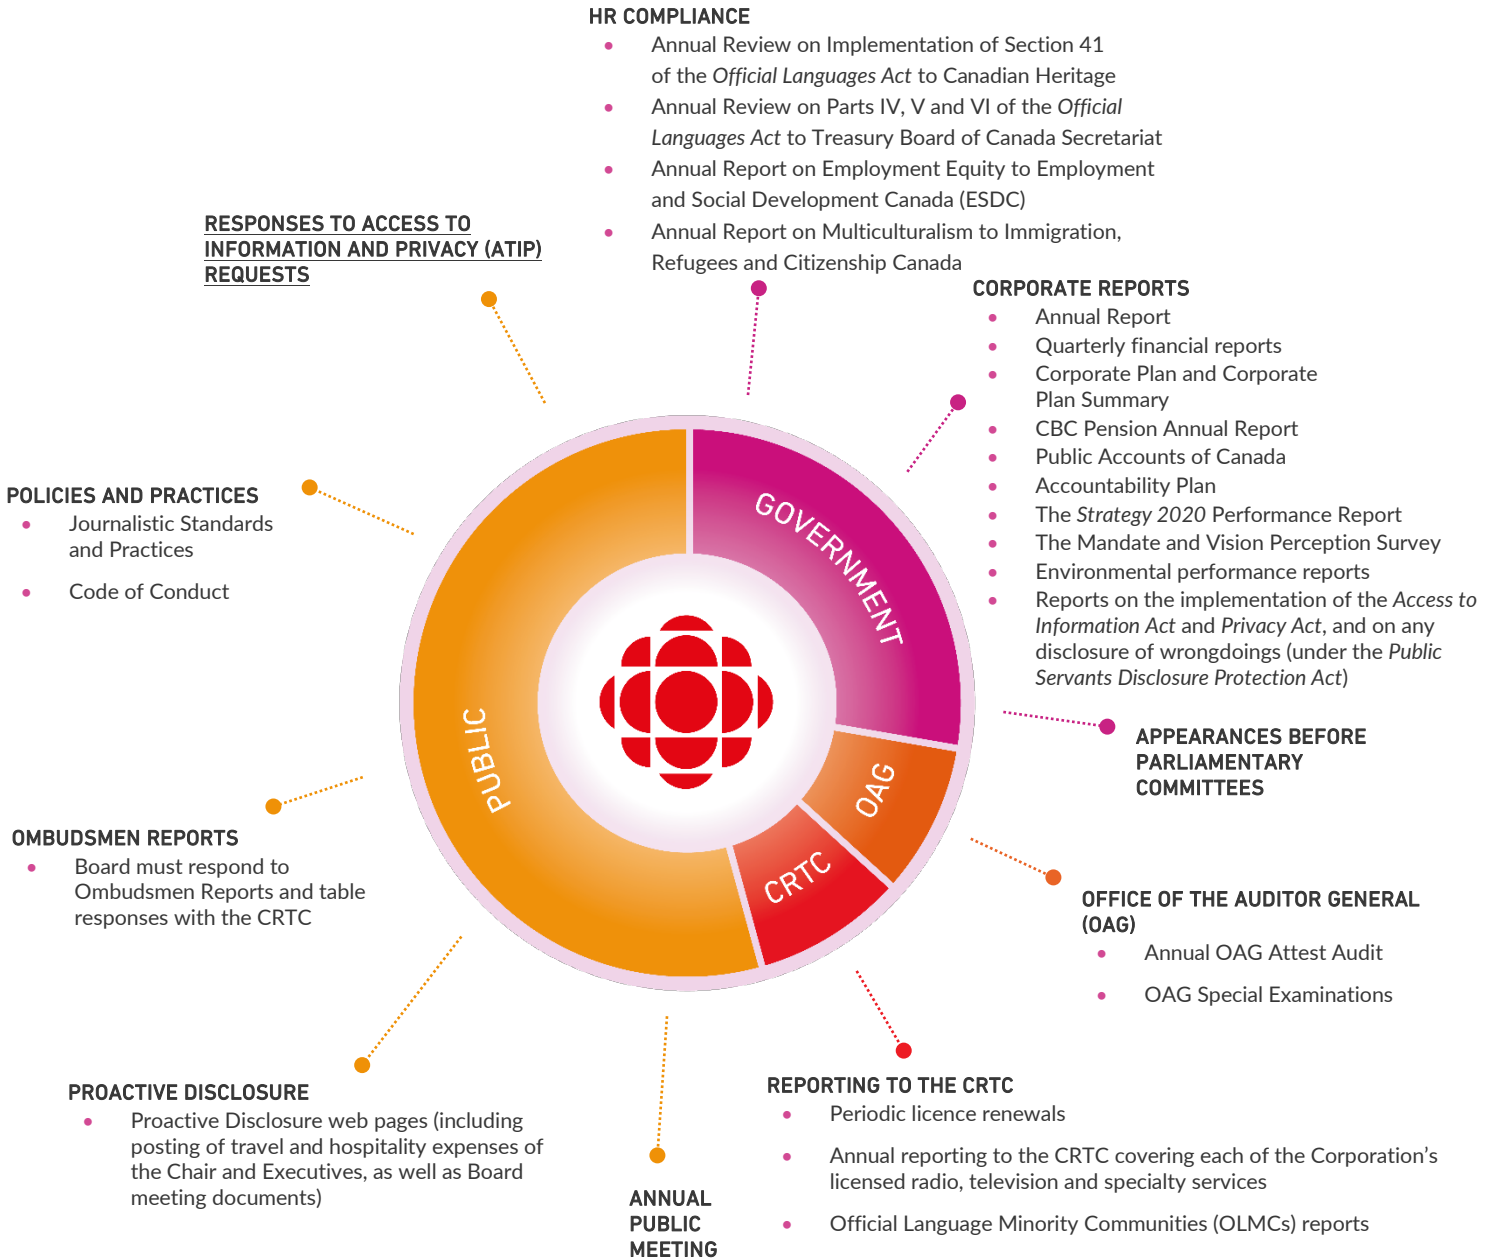 HR COMPLIANCE
• Annual Review on Implementation of Section 41
of the Official Languages Act to Canadian Heritage
• Annual Review on Parts IV, V and VI of the Official
Languages Act to Treasury Board of Canada Secretariat
• Annual Report on Employment Equity to Employment
and Social Development Canada (ESDC)
• Annual Report on Multiculturalism to Immigration,
Refugees and Citizenship Canada
RESPONSES TO ACCESS TO
INFORMATION AND PRIVACY (ATIP)
REQUESTS
CORPORATE REPORTS
• Annual Report
• Quarterly financial reports
• Corporate Plan and Corporate
Plan Summary
• CBC Pension Annual Report
• Public Accounts of Canada
• Accountability Plan
• The Strategy 2020 Performance Report
• The Mandate and Vision Perception Survey
• Environmental performance reports
• Reports on the implementation of the Access to
Information Act and Privacy Act, and on any
disclosure of wrongdoings (under the Public
Servants Disclosure Protection Act)
POLICIES AND PRACTICES
• Journalistic Standards
and Practices
• Code of Conduct
GOVERNMENT
PUBLIC
OAG
CRTC
APPEARANCES BEFORE
PARLIAMENTARY
COMMITTEES
OMBUDSMEN REPORTS
• Board must respond to
Ombudsmen Reports and table
responses with the CRTC
OFFICE OF THE AUDITOR GENERAL
(OAG)
• Annual OAG Attest Audit
• OAG Special Examinations
PROACTIVE DISCLOSURE
• Proactive Disclosure web pages (including
posting of travel and hospitality expenses of
the Chair and Executives, as well as Board
meeting documents)
ANNUAL
PUBLIC
MEETING
REPORTING TO THE CRTC
• Periodic licence renewals
• Annual reporting to the CRTC covering each of the Corporation’s
licensed radio, television and specialty services
• Official Language Minority Communities (OLMCs) reports